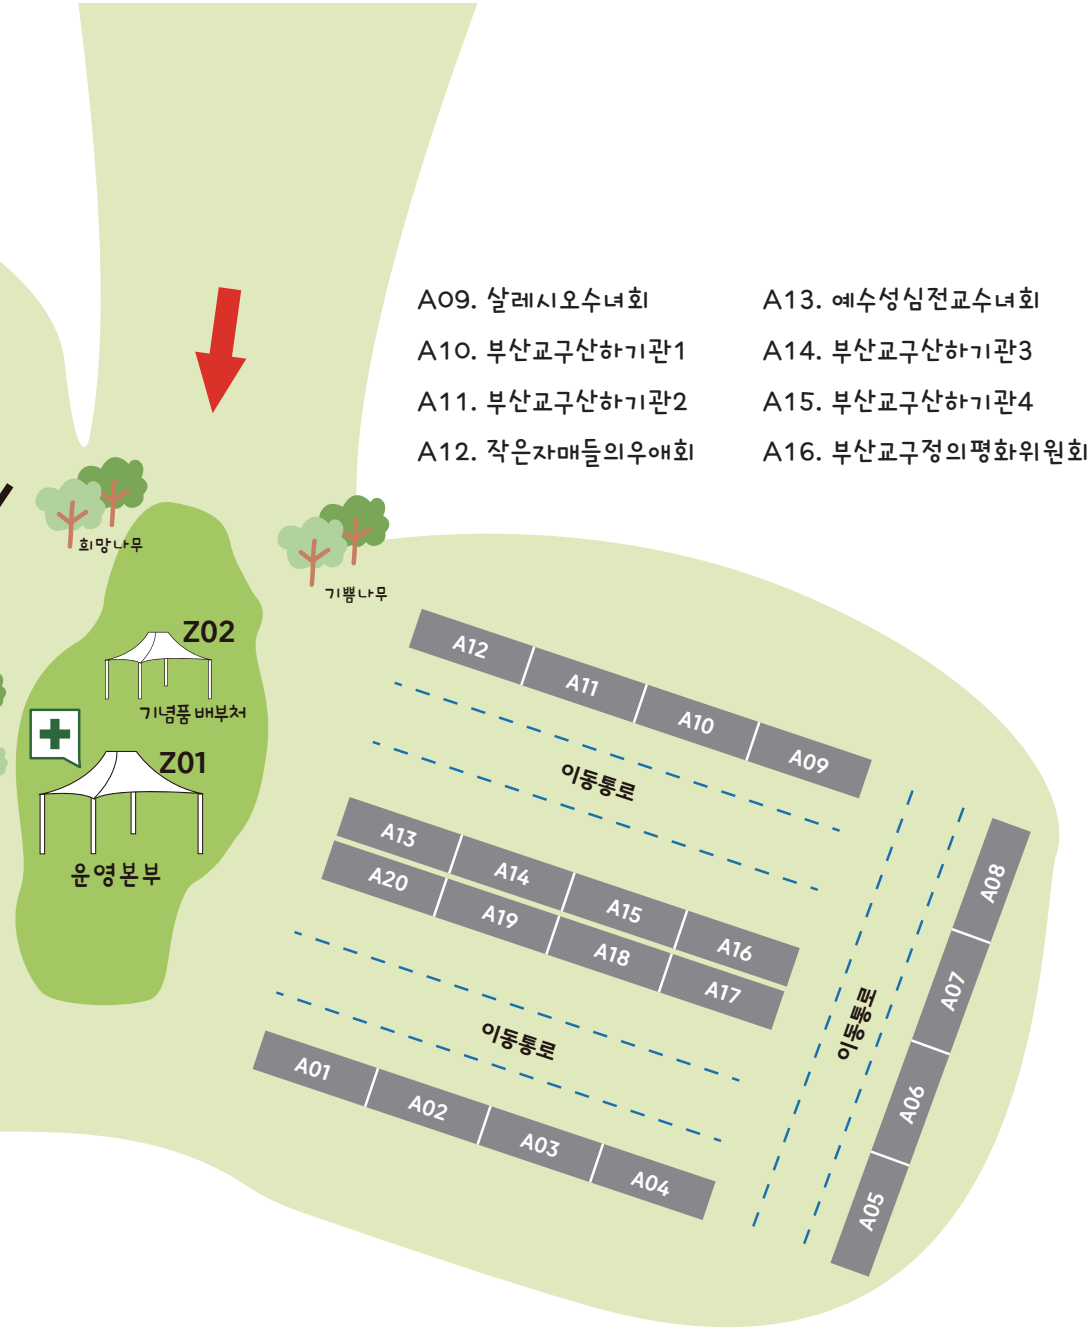 A09. 살레시오수녀회
A10. 부산교구산하기관1
A11. 부산교구산하기관2
A12. 작은자매들의우애회
A13. 예수성심전교수녀회
A14. 부산교구산하기관3
A15. 부산교구산하기관4
A16. 부산교구정의평화위원회
희망나무
기쁨나무
Z02
기념품 배부처
Z01
운영본부
A12
A11
A10
A09
이동통로
A13
A14
A15
A16
A20
A19
A18
A17
이동통로
A01
A02
A03
A04
이동통로
A08
A07
A06
A05